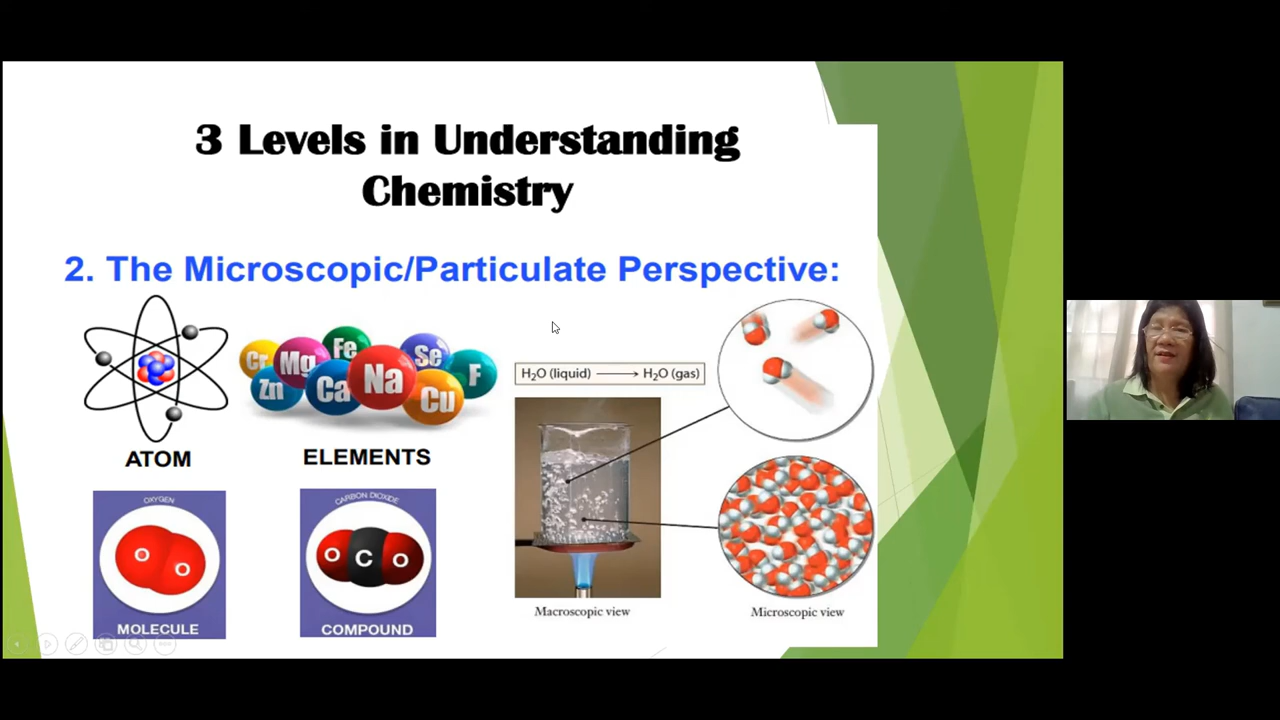 3 Levels in Understanding
Chemistry
2. The Microscopic/Particulate Perspective:
Cr
Mg
Fe
Se
F
Zn
Ca
Na
Cu
ATOM
ELEMENTS
H₂O (liquid) ⟶ H₂O (gas)
OXYGEN
O
O
MOLECULE
CARBON DIOXIDE
O
C
O
COMPOUND
Macroscopic view
Microscopic view